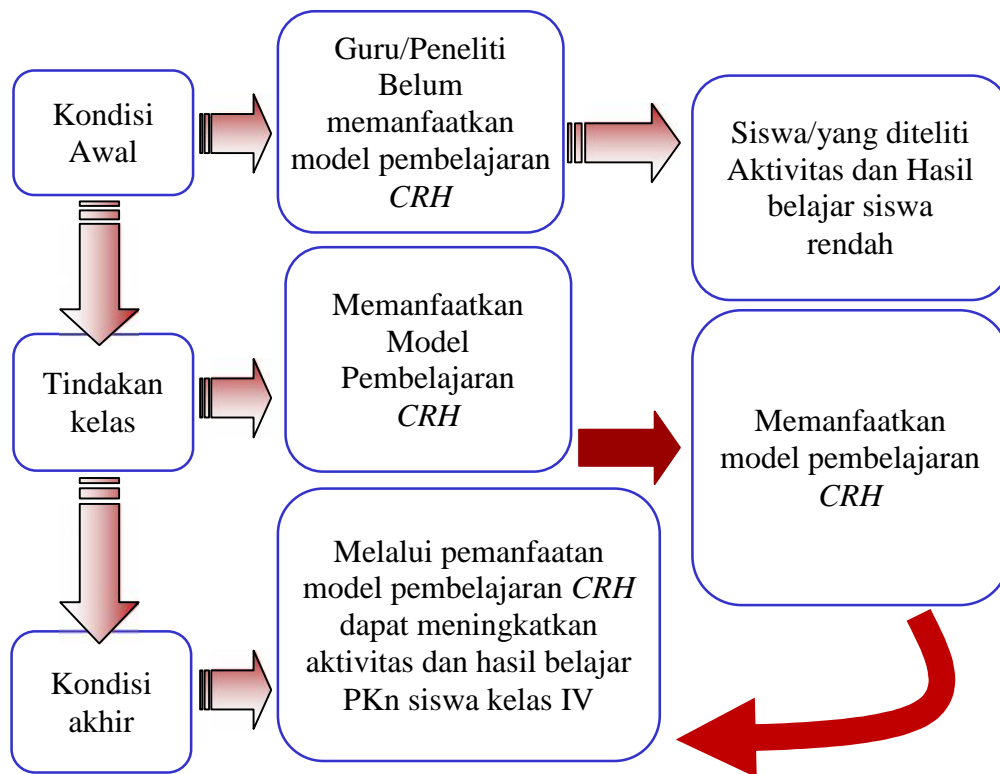 Kondisi
Awal
Guru/Peneliti
Belum
memanfaatkan
model pembelajaran
CRH
Siswa/yang diteliti
Aktivitas dan Hasil
belajar siswa
rendah
Tindakan
kelas
Memanfaatkan
Model
Pembelajaran
CRH
Memanfaatkan
model pembelajaran
CRH
Kondisi
akhir
Melalui pemanfaatan
model pembelajaran CRH
dapat meningkatkan
aktivitas dan hasil belajar
PKn siswa kelas IV